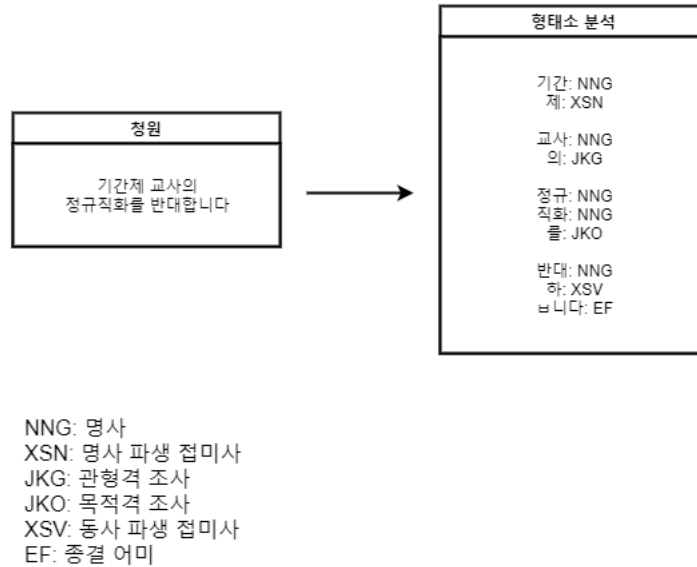 청원
기간제 교사의
정규직화를 반대합니다
형태소 분석
기간: NNG
제: XSN
교사: NNG
의: JKG
정규: NNG
직화: NNG
를: JKO
반대: NNG
하: XSV
ㅂ니다: EF
NNG: 명사
XSN: 명사 파생 접미사
JKG: 관형격 조사
JKO: 목적격 조사
XSV: 동사 파생 접미사
EF: 종결 어미